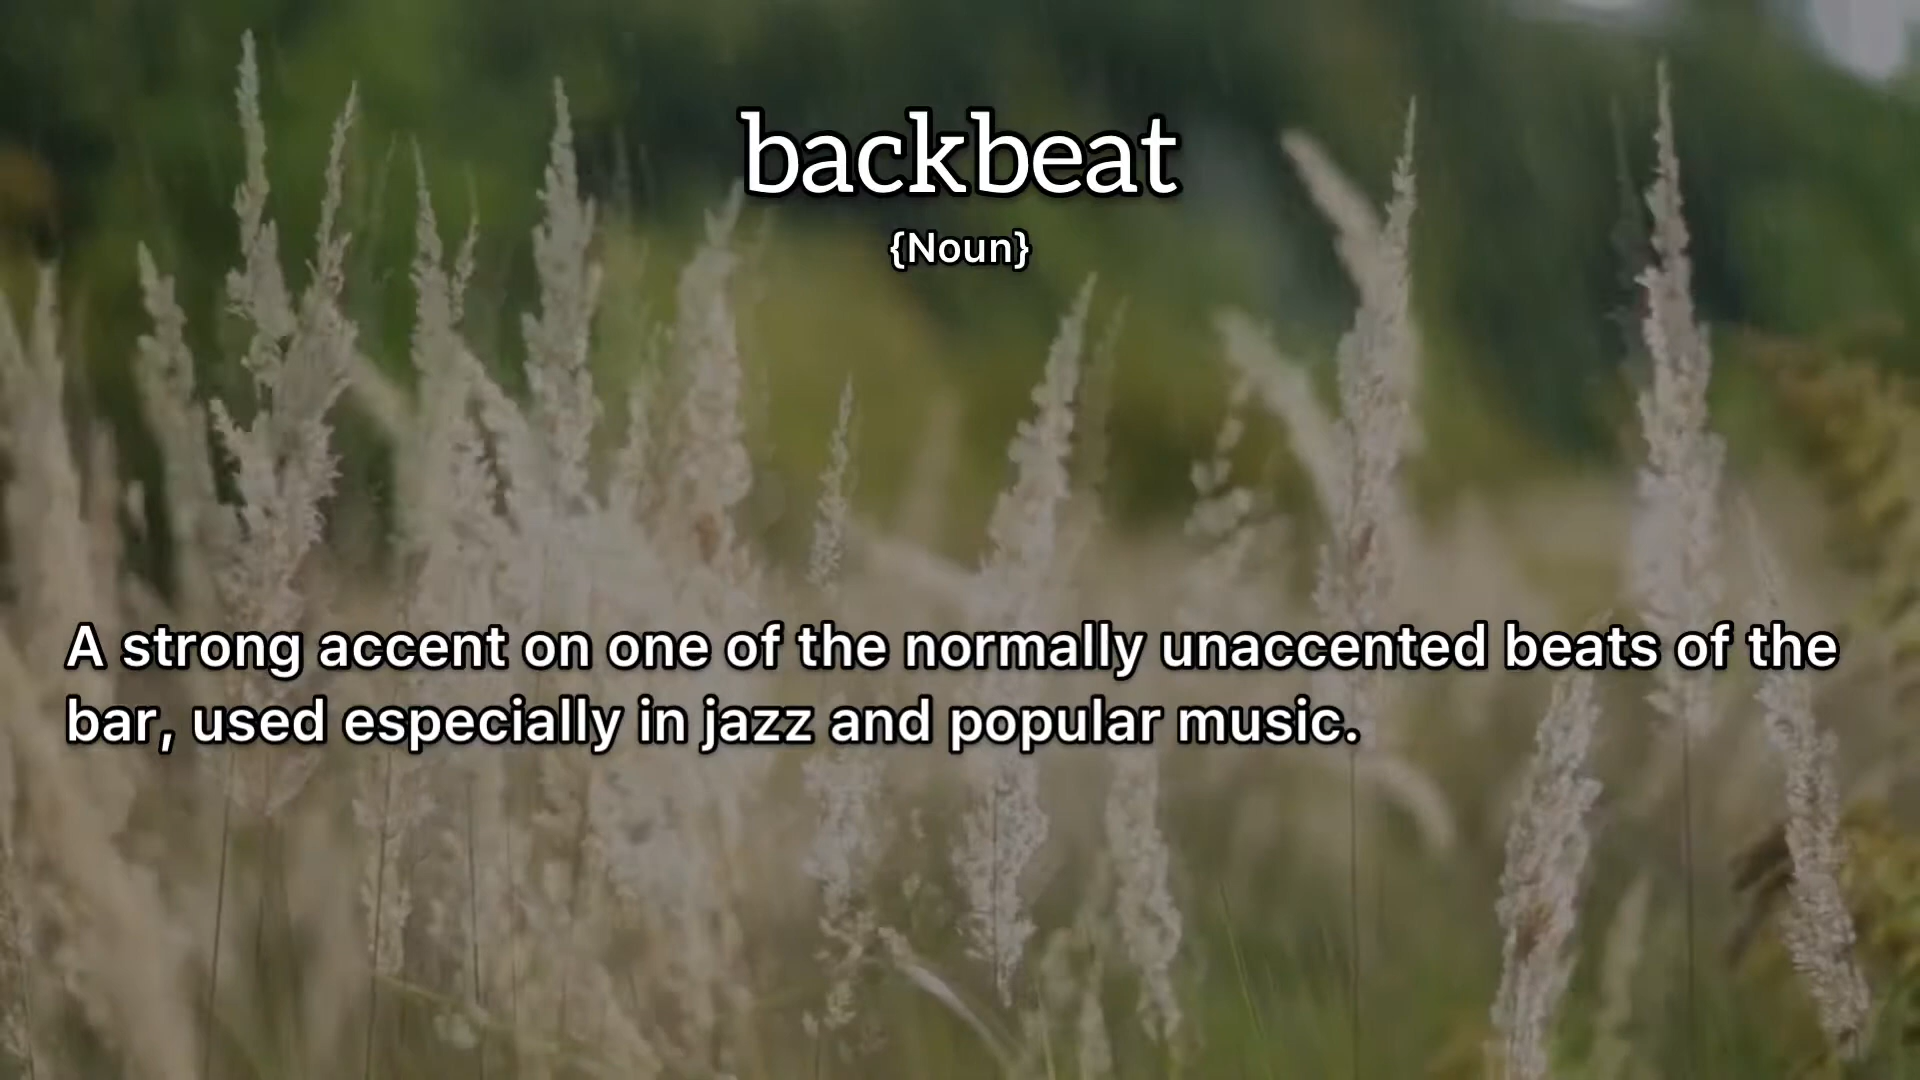 backbeat
{Noun}
A strong accent on one of the normally unaccented beats of the
bar, used especially in jazz and popular music.